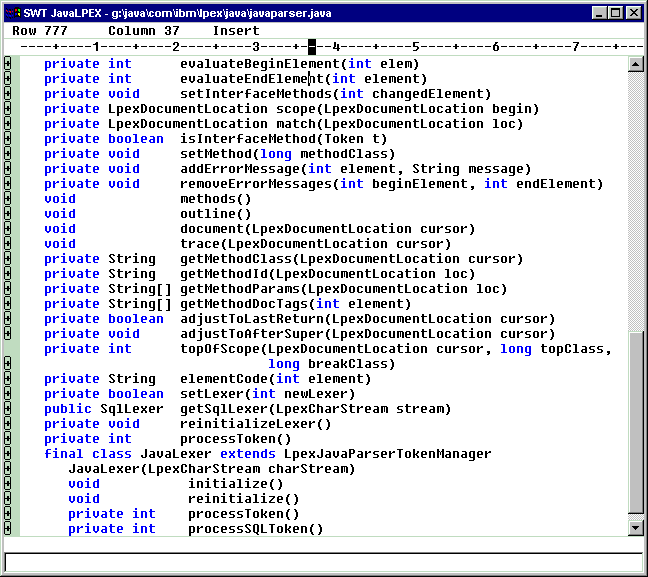 SWT JavaLPEX - g:\java\com\ibm\lpex\java\javaparser.java
Row 777 Column 37 Insert
----+----1----+----2----+----3----+-█--4----+----5----+----6----+----7----+
private int evaluateBeginElement(int elem)
private int evaluateEndElement(int element)
private void setInterfaceMethods(int changedElement)
private LpexDocumentLocation scope(LpexDocumentLocation begin)
private LpexDocumentLocation match(LpexDocumentLocation loc)
private boolean isInterfaceMethod(Token t)
private void setMethod(long methodClass)
private void addErrorMessage(int element, String message)
private void removeErrorMessages(int beginElement, int endElement)
void methods()
void outline()
void document(LpexDocumentLocation cursor)
void trace(LpexDocumentLocation cursor)
private String getMethodClass(LpexDocumentLocation cursor)
private String getMethodId(LpexDocumentLocation loc)
private String[] getMethodParams(LpexDocumentLocation loc)
private String[] getMethodDocTags(int element)
private boolean adjustToLastReturn(LpexDocumentLocation cursor)
private void adjustToAfterSuper(LpexDocumentLocation cursor)
private int topOfScope(LpexDocumentLocation cursor, long topClass,
long breakClass)
private String elementCode(int element)
private boolean setLexer(int newLexer)
public SqlLexer getSqlLexer(LpexCharStream stream)
private void reinitializeLexer()
private int processToken()
final class JavaLexer extends LpexJavaParserTokenManager
JavaLexer(LpexCharStream charStream)
void initialize()
void reinitialize()
private int processToken()
private int processSQLToken()